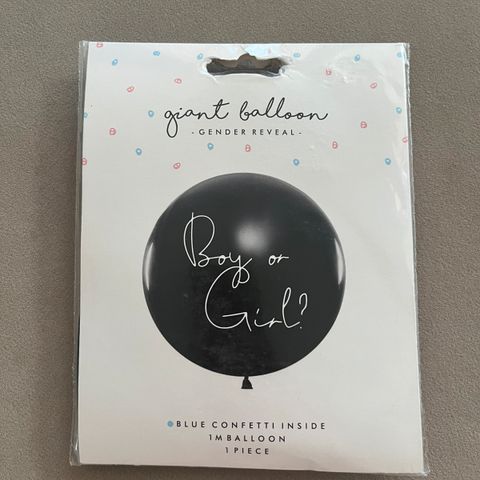 giant balloon
- GENDER REVEAL -
Boy or
Girl?
BLUE CONFETTI INSIDE
1M BALLOON
1 PIECE